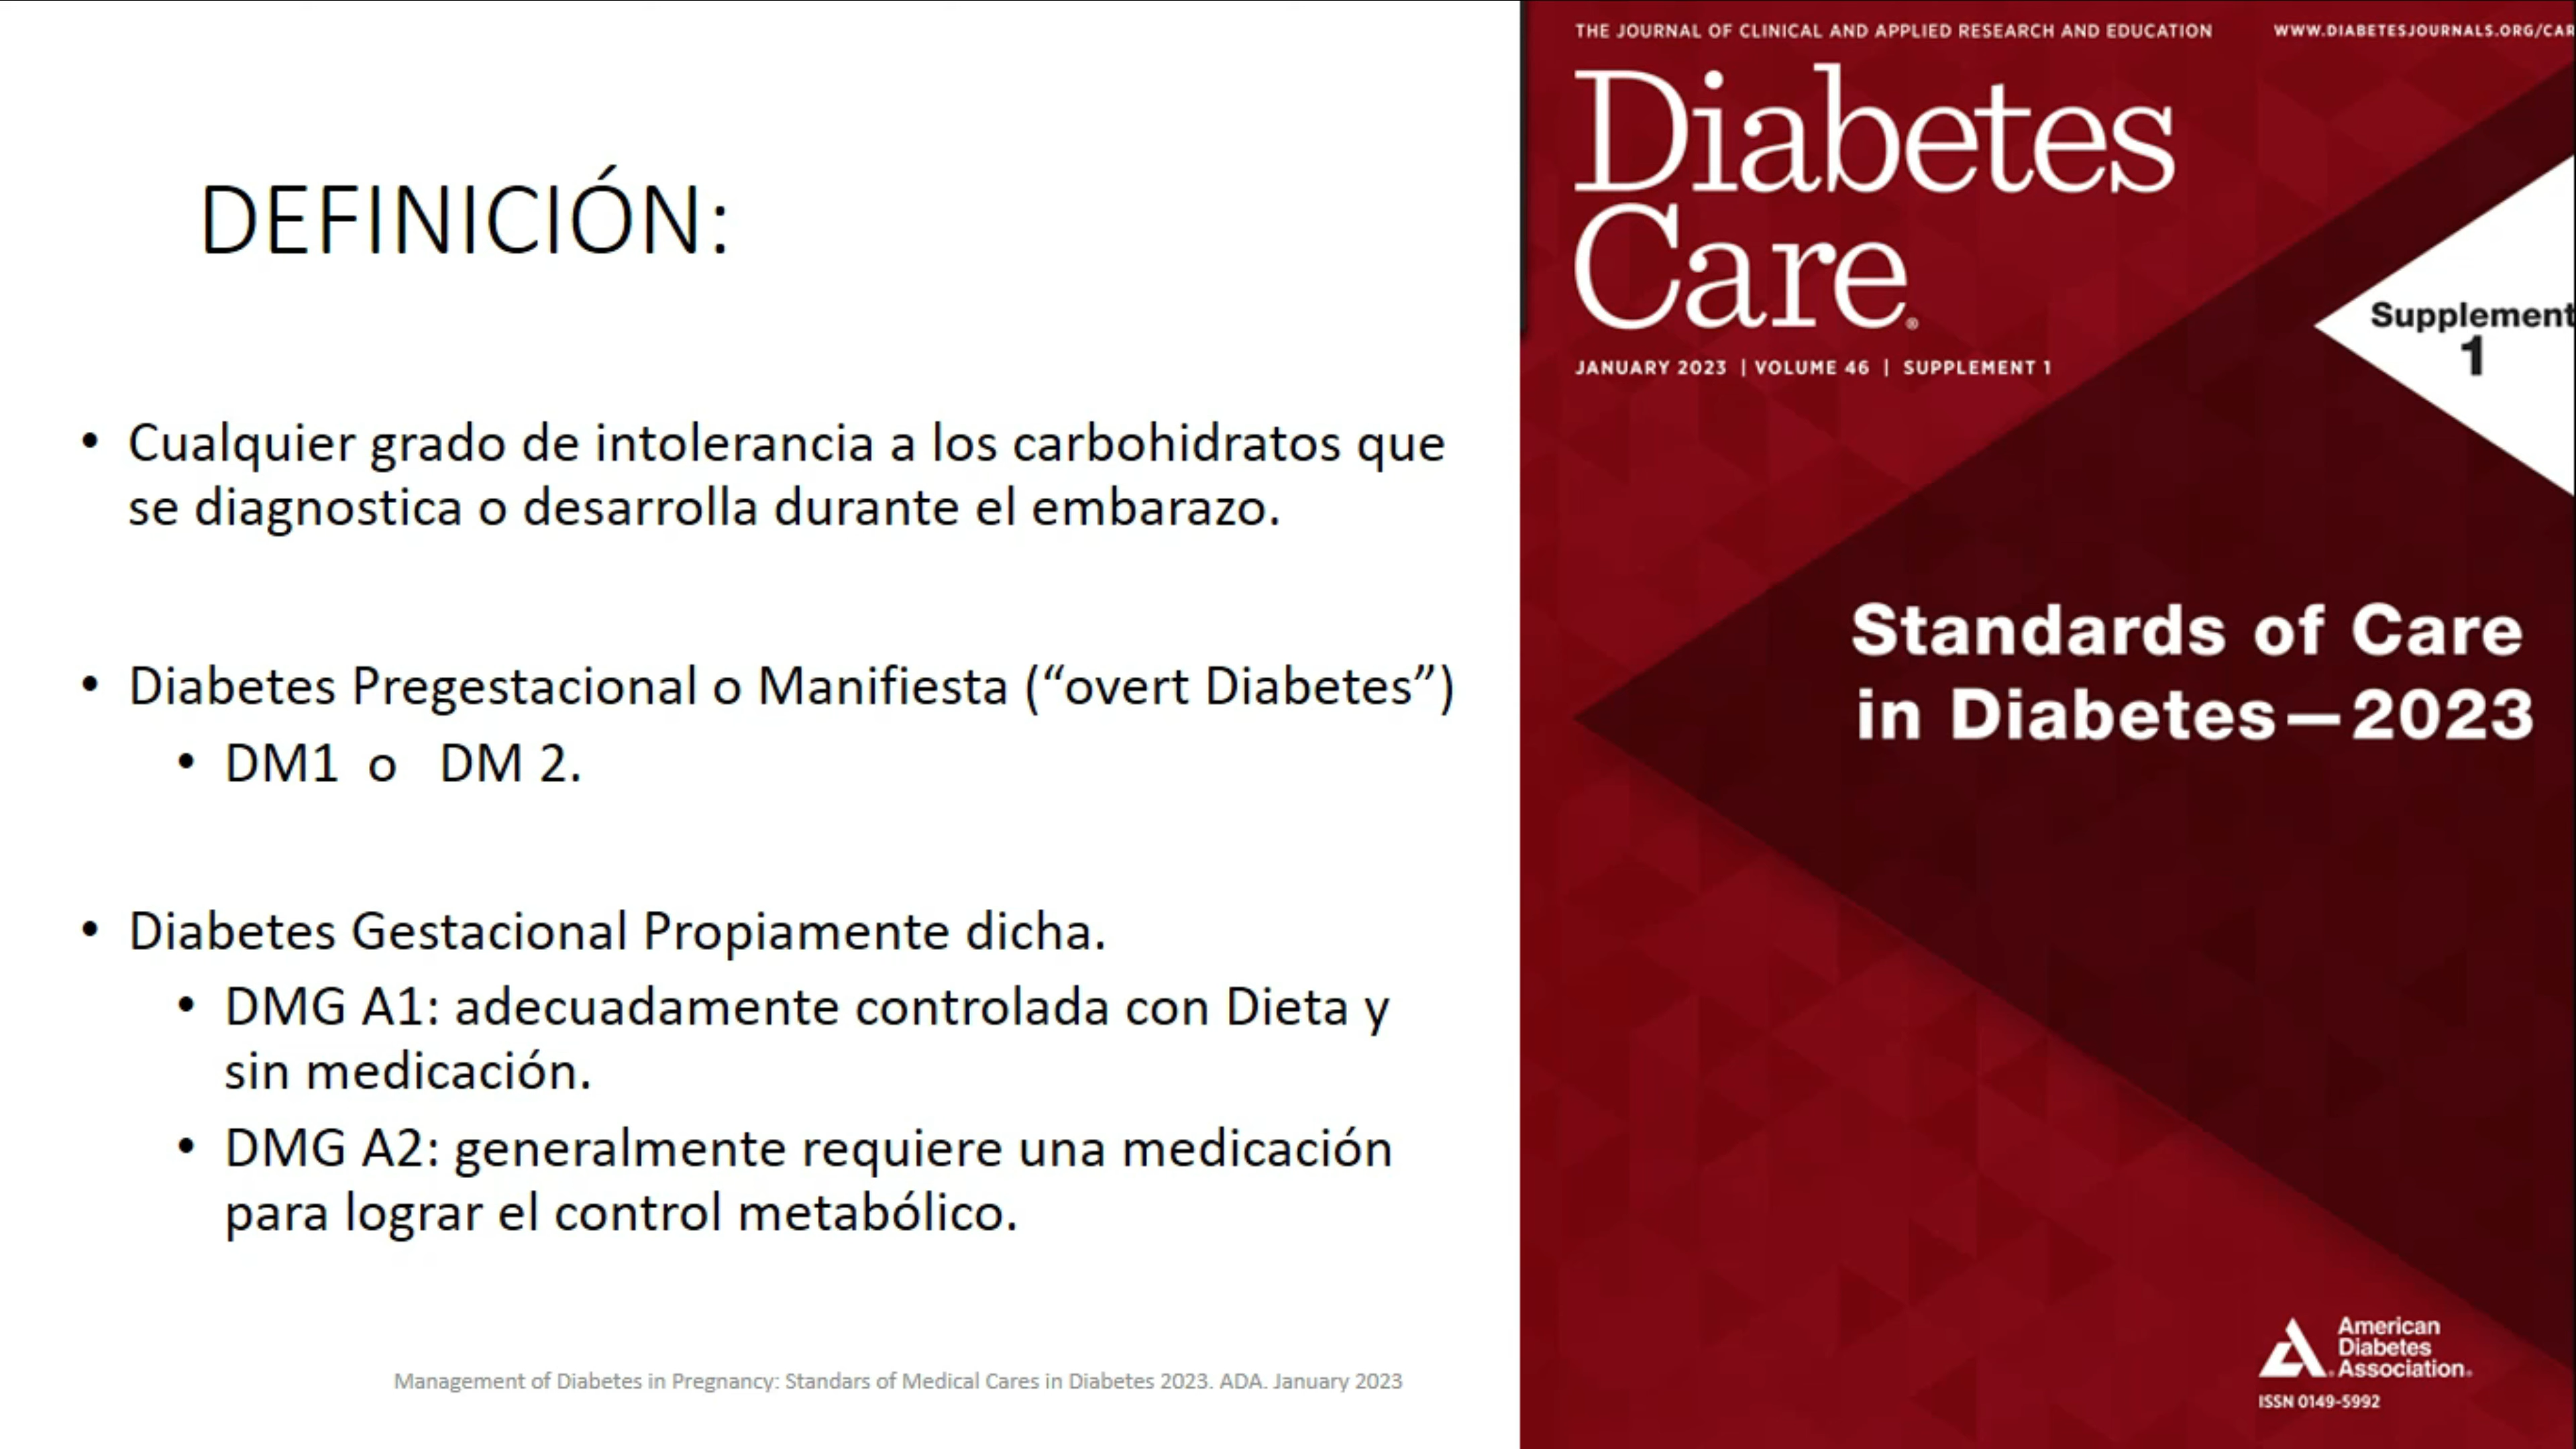 DEFINICIÓN:
• Cualquier grado de intolerancia a los carbohidratos que
se diagnostica o desarrolla durante el embarazo.
• Diabetes Pregestacional o Manifiesta (“overt Diabetes”)
• DM1 o DM 2.
• Diabetes Gestacional Propiamente dicha.
• DMG A1: adecuadamente controlada con Dieta y
sin medicación.
• DMG A2: generalmente requiere una medicación
para lograr el control metabólico.
Management of Diabetes in Pregnancy: Standars of Medical Cares in Diabetes 2023. ADA. January 2023
THE JOURNAL OF CLINICAL AND APPLIED RESEARCH AND EDUCATION
WWW.DIABETESJOURNALS.ORG/CAR
Diabetes
Care®
JANUARY 2023 | VOLUME 46 | SUPPLEMENT 1
Supplement
1
Standards of Care
in Diabetes—2023
American
Diabetes
Association®
ISSN 0149-5992